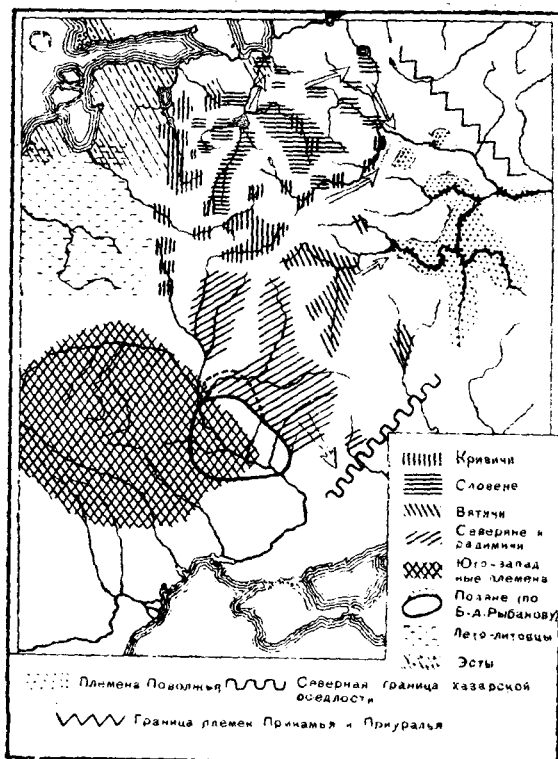 Кривичи
Словене
Вятичи
Северяне и
радимичи
Юго-запад
ные племена
Поляне (по
Б.А.Рыбакову)
Лето-литовцы
Эсты
Племена Поволжья
Северная граница хазарской
оседлости
Граница племен Прикамья и Приуралья